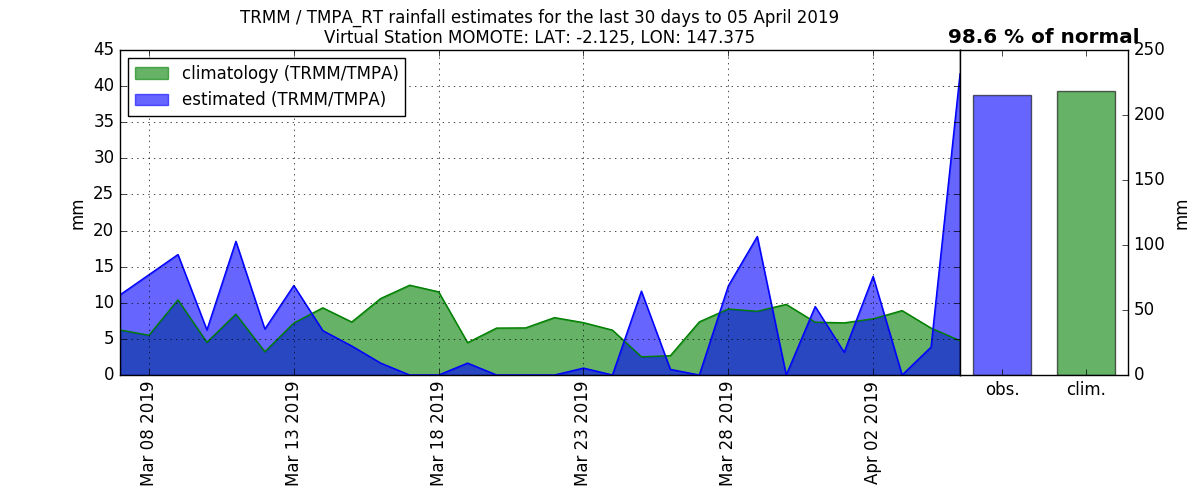 TRMM / TMPA_RT rainfall estimates for the last 30 days to 05 April 2019
Virtual Station MOMOTE: LAT: -2.125, LON: 147.375
98.6 % of normal
climatology (TRMM/TMPA)
estimated (TRMM/TMPA)
45
40
35
30
25
20
15
10
5
0
mm
Mar 08 2019
Mar 13 2019
Mar 18 2019
Mar 23 2019
Mar 28 2019
Apr 02 2019
obs.
clim.
250
200
150
100
50
0
mm